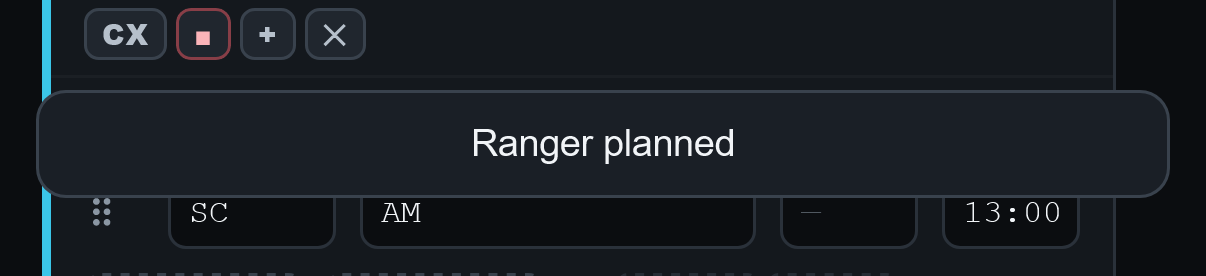 CX + ×
Ranger planned
SC AM — 13:00